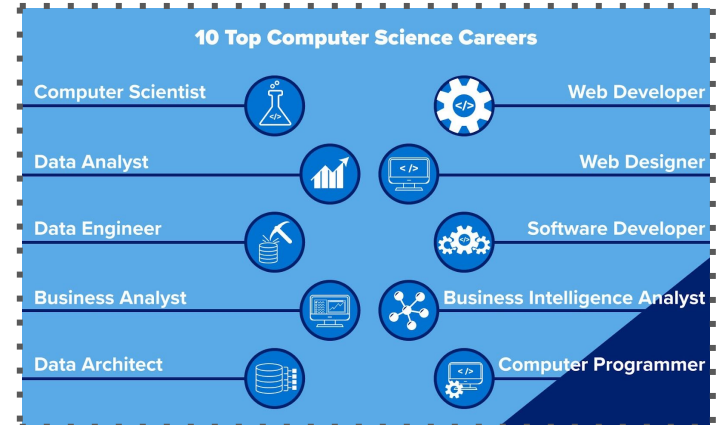 10 Top Computer Science Careers
Computer Scientist
Web Developer
</>
</>
Data Analyst
Web Designer
</>
Data Engineer
Software Developer
</>
Business Analyst
Business Intelligence Analyst
Data Architect
Computer Programmer
</>